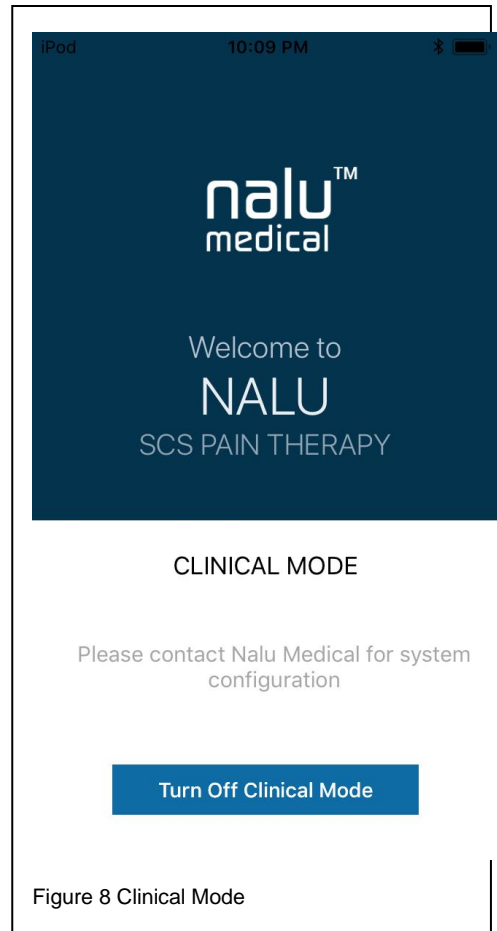 iPod 10:09 PM
nalu™
medical
Welcome to
NALU
SCS PAIN THERAPY
CLINICAL MODE
Please contact Nalu Medical for system
configuration
Turn Off Clinical Mode
Figure 8 Clinical Mode